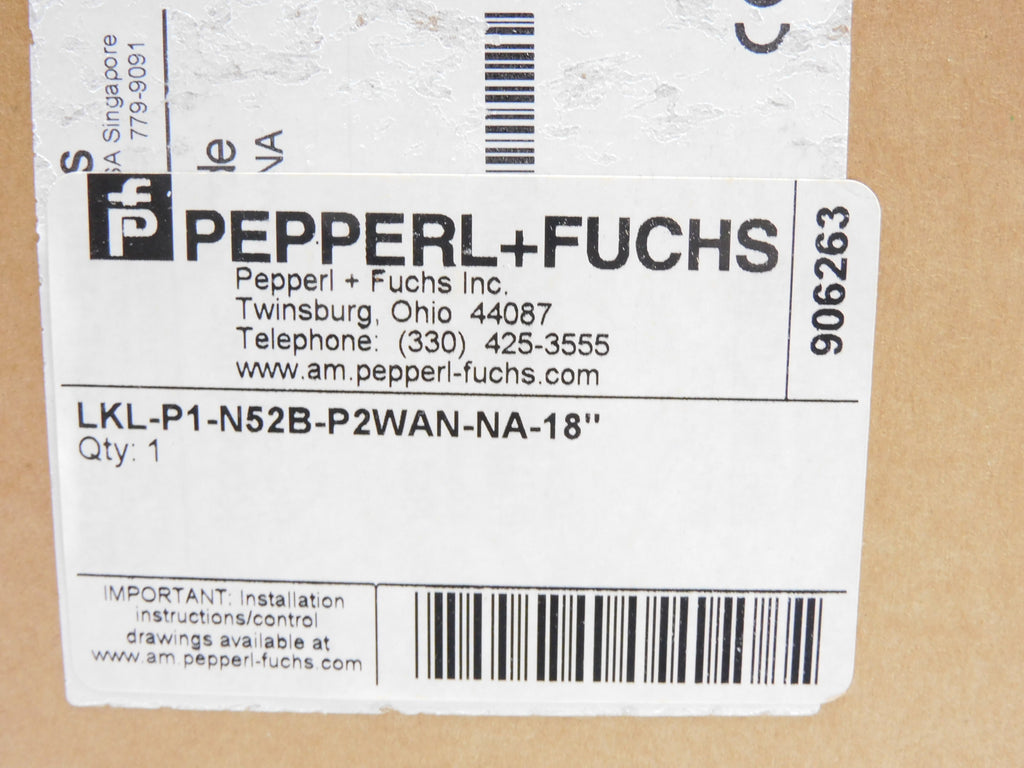 SA Singapore
779-9091
NA
PEPPERL+FUCHS
Pepperl + Fuchs Inc.
Twinsburg, Ohio 44087
Telephone: (330) 425-3555
www.am.pepperl-fuchs.com
906263
LKL-P1-N52B-P2WAN-NA-18"
Qty: 1
IMPORTANT: Installation
instructions/control
drawings available at
www.am.pepperl-fuchs.com